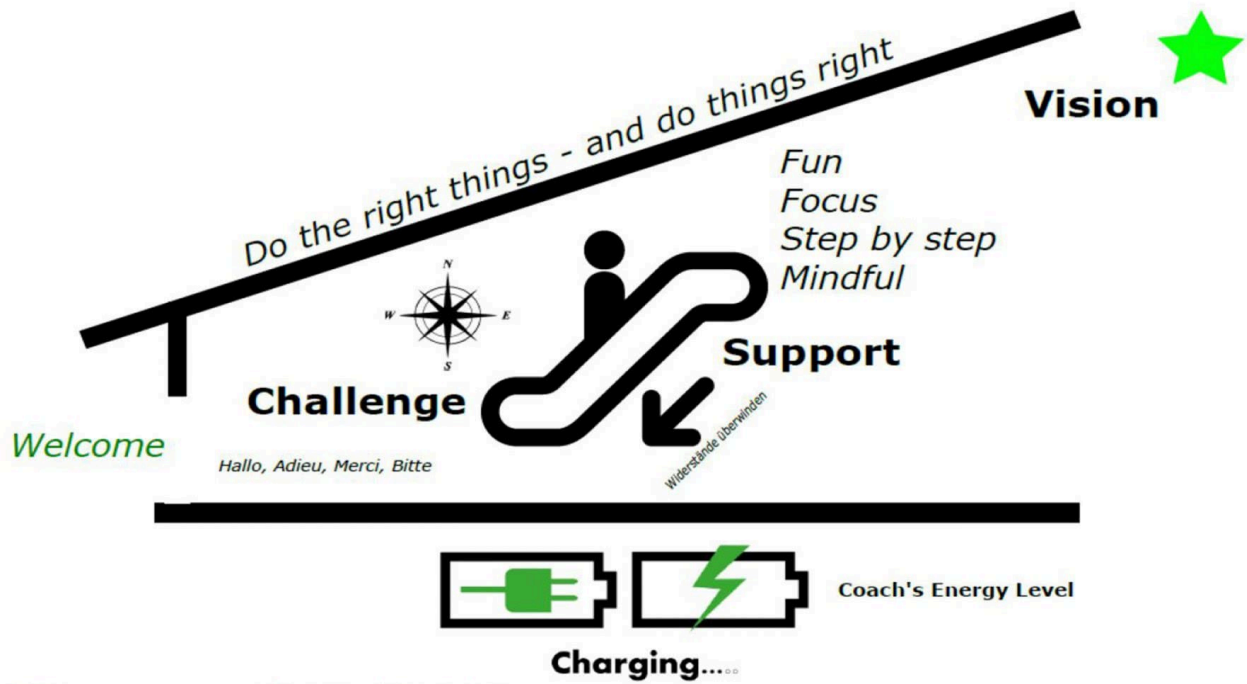 Do the right things - and do things right
Vision
Fun
Focus
Step by step
Mindful
N
W
E
S
Support
Challenge
Widerstände überwinden
Welcome
Hallo, Adieu, Merci, Bitte
Coach's Energy Level
Charging.....